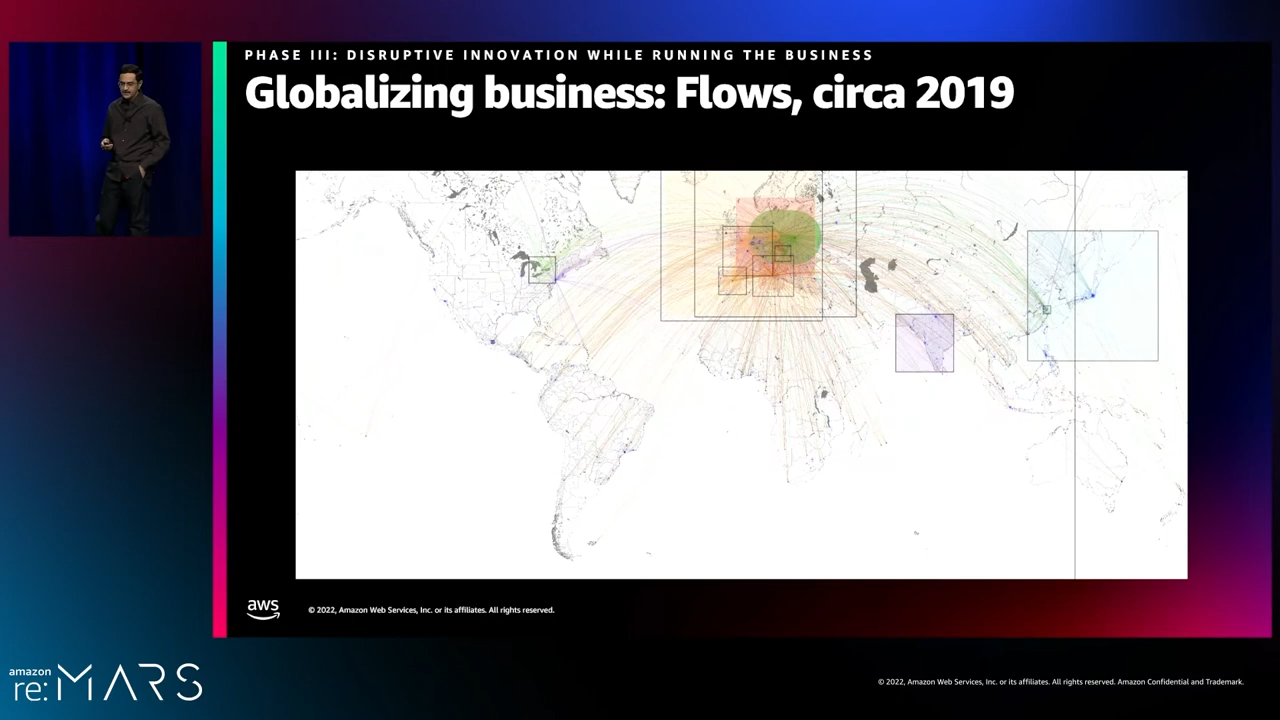 PHASE III: DISRUPTIVE INNOVATION WHILE RUNNING THE BUSINESS
Globalizing business: Flows, circa 2019
aws
© 2022, Amazon Web Services, Inc. or its affiliates. All rights reserved.
amazon
re:MARS
© 2022, Amazon Web Services, Inc. or its affiliates. All rights reserved. Amazon Confidential and Trademark.